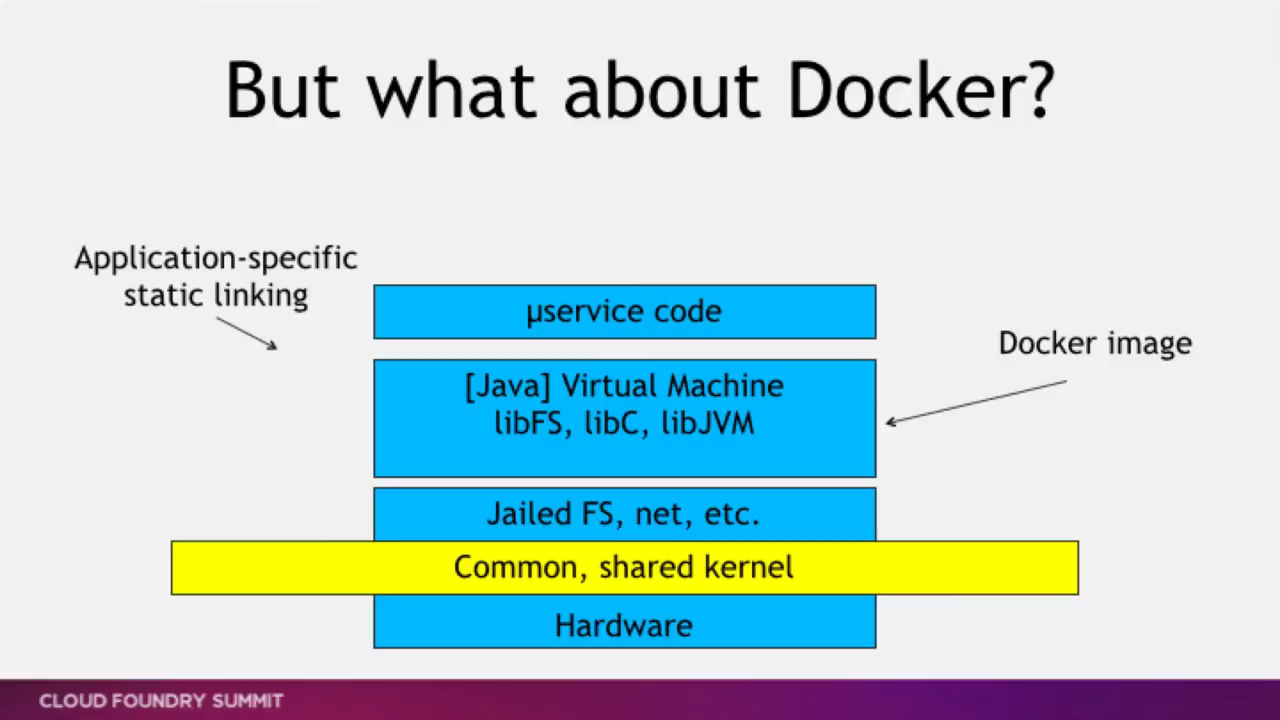 But what about Docker?
Application-specific
static linking
µservice code
Docker image
[Java] Virtual Machine
libFS, libC, libJVM
Jailed FS, net, etc.
Common, shared kernel
Hardware
CLOUD FOUNDRY SUMMIT